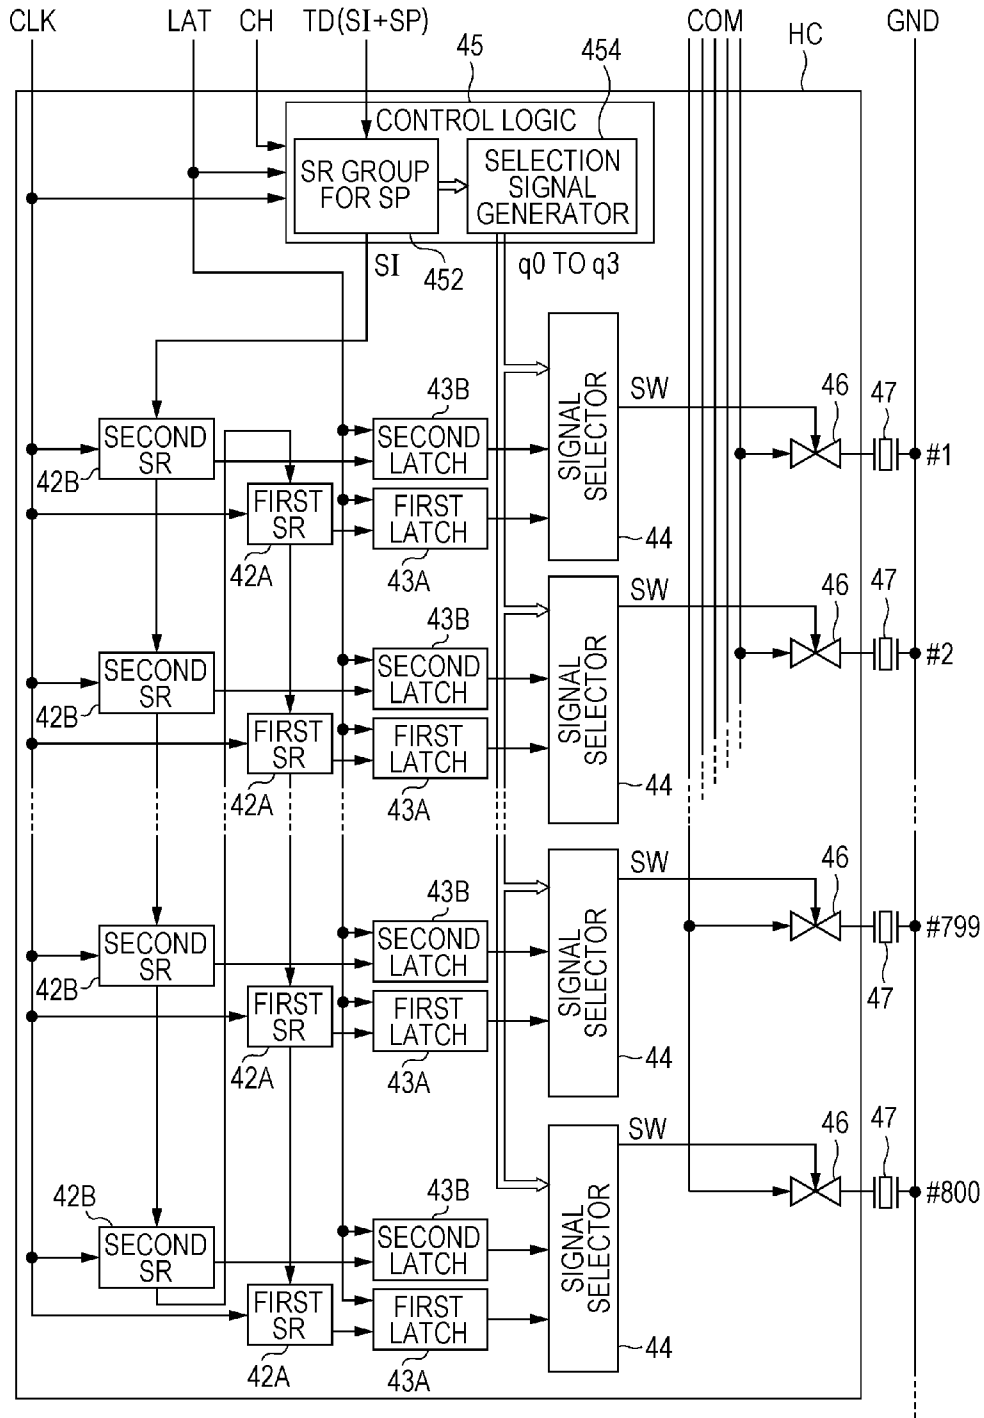 CLK LAT CH TD(SI+SP) COM GND
HC
45 454
CONTROL LOGIC
SR GROUP
FOR SP
SELECTION
SIGNAL
GENERATOR
SI 452 q0 TO q3
SECOND
SR
42B
FIRST
SR
42A
43B
SECOND
LATCH
FIRST
LATCH
43A
SIGNAL
SELECTOR
44
SW
46
47
#1
SECOND
SR
42B
FIRST
SR
42A
43B
SECOND
LATCH
FIRST
LATCH
43A
SIGNAL
SELECTOR
44
SW
46
47
#2
SECOND
SR
42B
FIRST
SR
42A
43B
SECOND
LATCH
FIRST
LATCH
43A
SIGNAL
SELECTOR
44
SW
46
#799
47
42B
SECOND
SR
FIRST
SR
42A
43B
SECOND
LATCH
FIRST
LATCH
43A
SIGNAL
SELECTOR
44
SW
46
47
#800